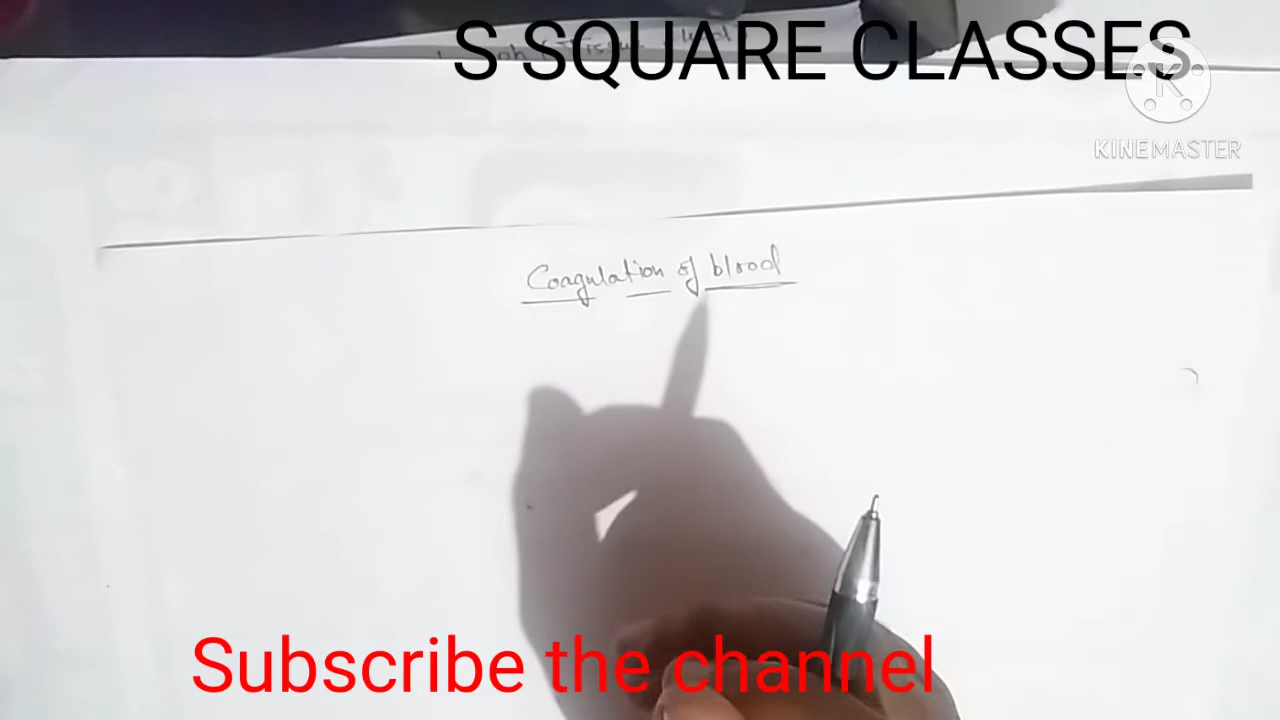 S SQUARE CLASSES
KINEMASTER
Coagulation of blood
Subscribe the channel